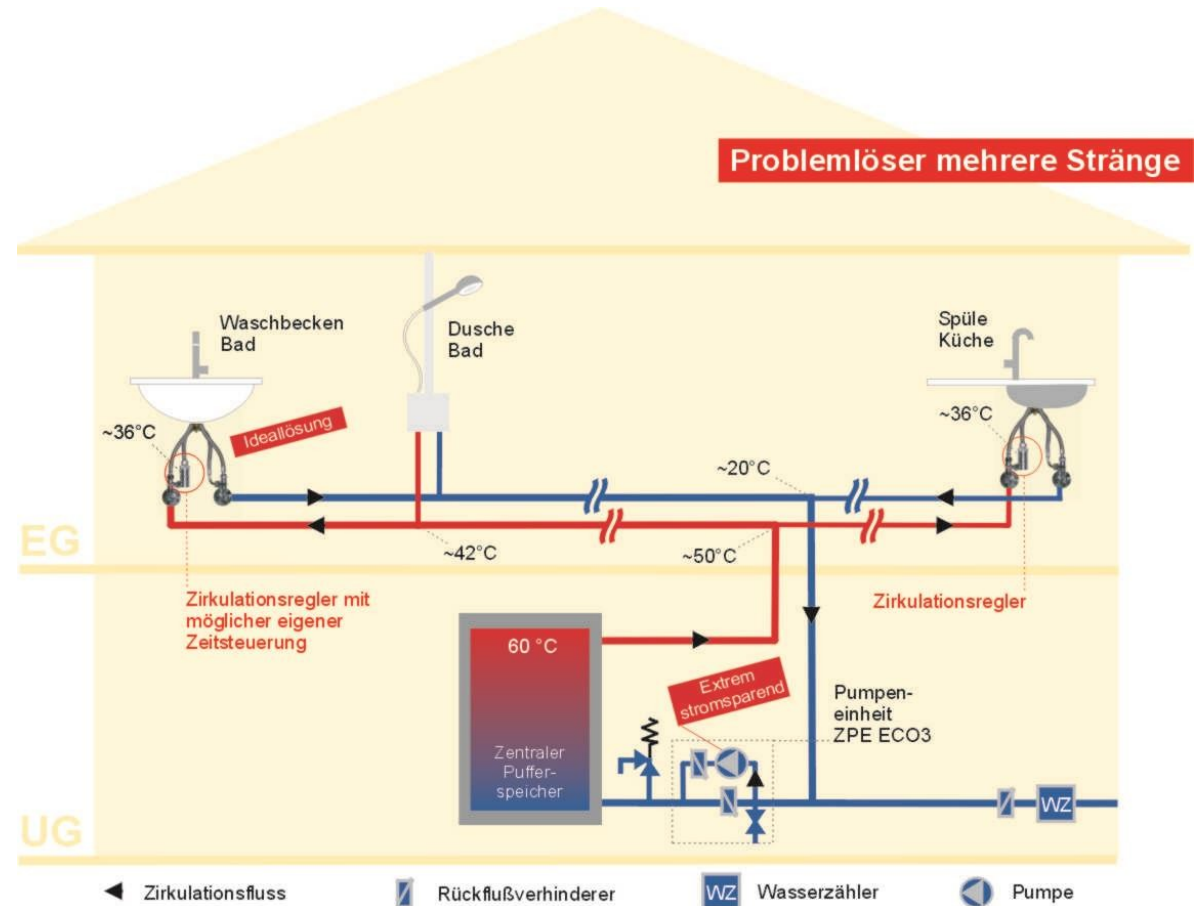 Problemlöser mehrere Stränge
Waschbecken
Bad
Dusche
Bad
Spüle
Küche
~36°C
Ideallösung
~36°C
~20°C
~42°C
~50°C
EG
Zirkulationsregler mit
möglicher eigener
Zeitsteuerung
Zirkulationsregler
60 °C
Extrem
stromsparend
Pumpen-
einheit
ZPE ECO3
Zentraler
Puffer-
speicher
WZ
UG
Zirkulationsfluss
Rückflußverhinderer
WZ
Wasserzähler
Pumpe